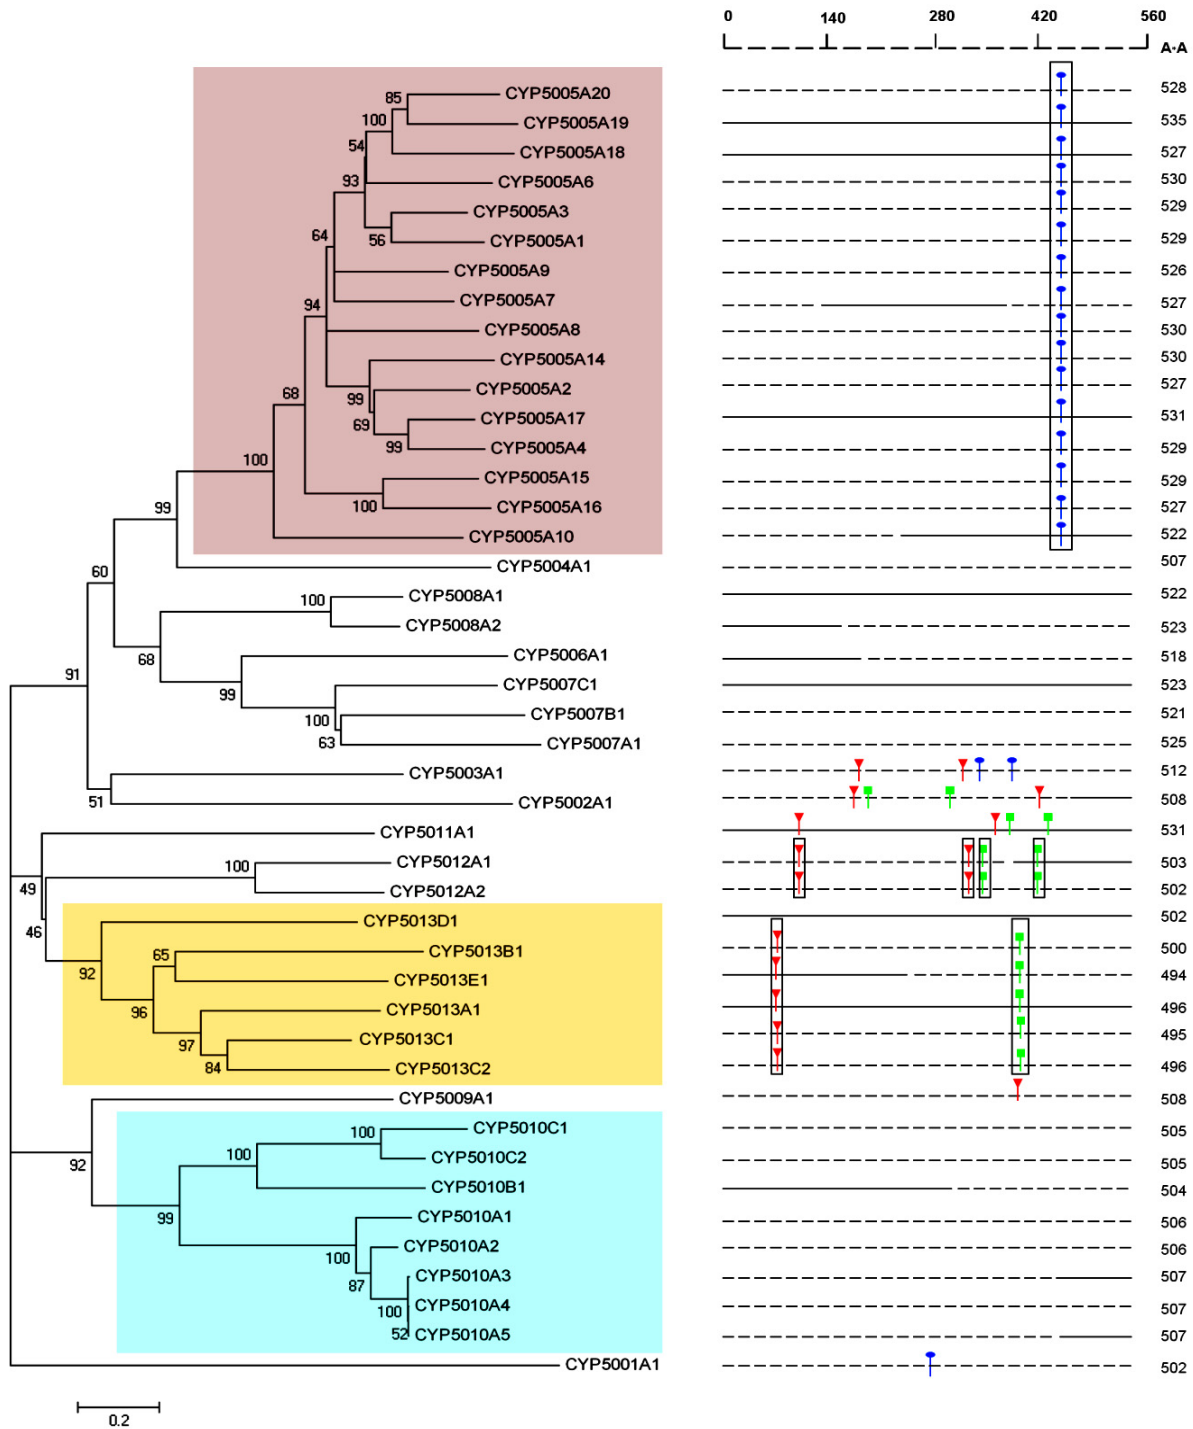 0 140 280 420 560
A-A
85 CYP5005A20 528
100 CYP5005A19 535
54 CYP5005A18 527
93 CYP5005A6 530
CYP5005A3 529
64 56 CYP5005A1 529
CYP5005A9 526
94 CYP5005A7 527
CYP5005A8 530
CYP5005A14 530
99 CYP5005A2 527
69 CYP5005A17 531
68 99 CYP5005A4 529
100 CYP5005A15 529
99 100 CYP5005A16 527
CYP5005A10 522
60 CYP5004A1 507
100 CYP5008A1 522
CYP5008A2 523
91 68 CYP5006A1 518
99 CYP5007C1 523
100 CYP5007B1 521
63 CYP5007A1 525
CYP5003A1 512
51 CYP5002A1 508
CYP5011A1 531
100 CYP5012A1 503
49 CYP5012A2 502
46 CYP5013D1 502
92 65 CYP5013B1 500
CYP5013E1 494
96 CYP5013A1 496
97 CYP5013C1 495
84 CYP5013C2 496
CYP5009A1 508
100 CYP5010C1 505
92 100 CYP5010C2 505
CYP5010B1 504
99 CYP5010A1 506
100 CYP5010A2 506
87 CYP5010A3 507
100 CYP5010A4 507
52 CYP5010A5 507
CYP5001A1 502
0.2